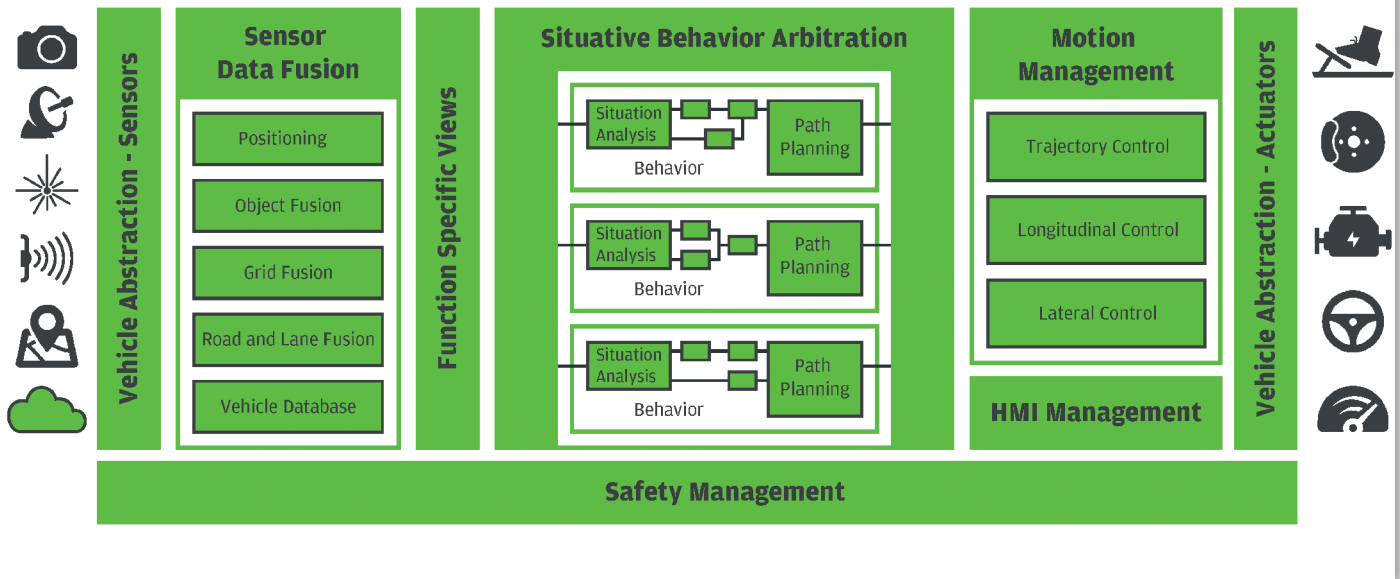 Vehicle Abstraction - Sensors
Sensor
Data Fusion
Positioning
Object Fusion
Grid Fusion
Road and Lane Fusion
Vehicle Database
Function Specific Views
Situative Behavior Arbitration
Situation
Analysis
Path
Planning
Behavior
Situation
Analysis
Path
Planning
Behavior
Situation
Analysis
Path
Planning
Behavior
Motion
Management
Trajectory Control
Longitudinal Control
Lateral Control
HMI Management
Vehicle Abstraction - Actuators
Safety Management